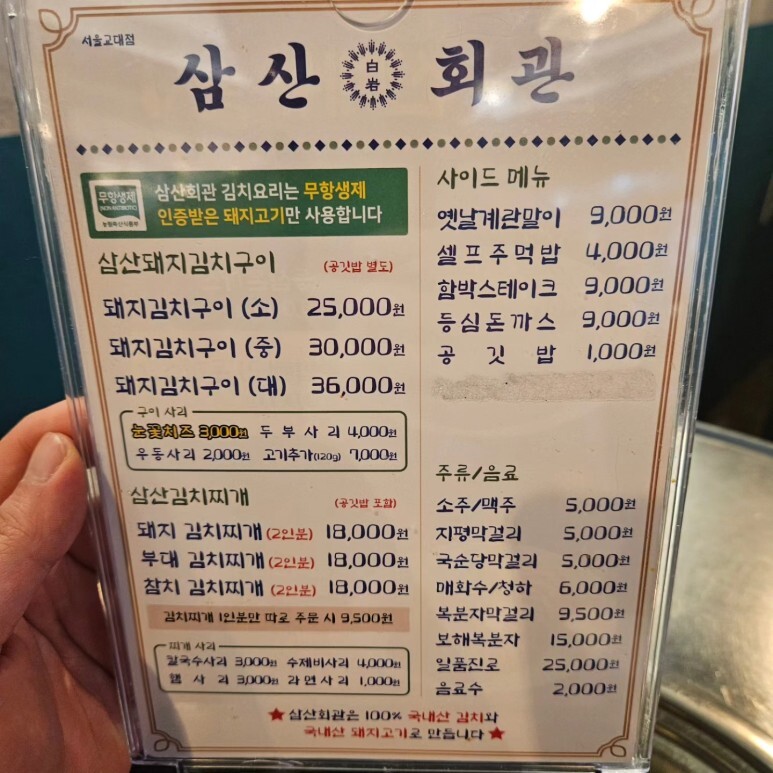 서울교대점
삼산 白岩 회관
무항생제
(NON ANTIBIOTIC)
농림축산식품부
삼산회관 김치요리는 무항생제
인증받은 돼지고기만 사용합니다
삼산돼지김치구이 (공깃밥 별도)
돼지김치구이 (소) 25,000원
돼지김치구이 (중) 30,000원
돼지김치구이 (대) 36,000원
구이 사리
눈꽃치즈 3,000원 두부사리 4,000원
우동사리 2,000원 고기추가(120g) 7,000원
삼산김치찌개 (공깃밥 포함)
돼지 김치찌개 (2인분) 18,000원
부대 김치찌개 (2인분) 18,000원
참치 김치찌개 (2인분) 18,000원
김치찌개 1인분만 따로 주문 시 9,500원
찌개 사리
칼국수사리 3,000원 수제비사리 4,000원
햄사리 3,000원 라면사리 1,000원
사이드 메뉴
옛날계란말이 9,000원
셀프주먹밥 4,000원
함박스테이크 9,000원
등심돈까스 9,000원
공깃밥 1,000원
주류/음료
소주/맥주 5,000원
지평막걸리 5,000원
국순당막걸리 5,000원
매화수/청하 6,000원
복분자막걸리 9,500원
보해복분자 15,000원
일품진로 25,000원
음료수 2,000원
★ 삼산회관은 100% 국내산 김치와
국내산 돼지고기로 만듭니다 ★